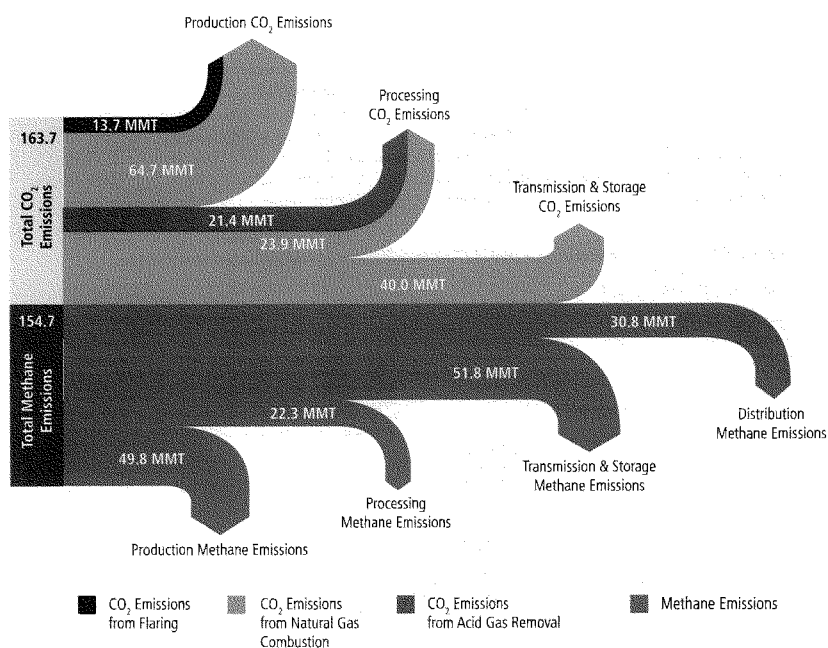 Production CO₂ Emissions
Processing
CO₂ Emissions
Transmission & Storage
CO₂ Emissions
163.7
Total CO₂
Emissions
13.7 MMT
64.7 MMT
21.4 MMT
23.9 MMT
40.0 MMT
154.7
Total Methane
Emissions
30.8 MMT
51.8 MMT
22.3 MMT
49.8 MMT
Distribution
Methane Emissions
Transmission & Storage
Methane Emissions
Processing
Methane Emissions
Production Methane Emissions
CO₂ Emissions
from Flaring
CO₂ Emissions
from Natural Gas
Combustion
CO₂ Emissions
from Acid Gas Removal
Methane Emissions